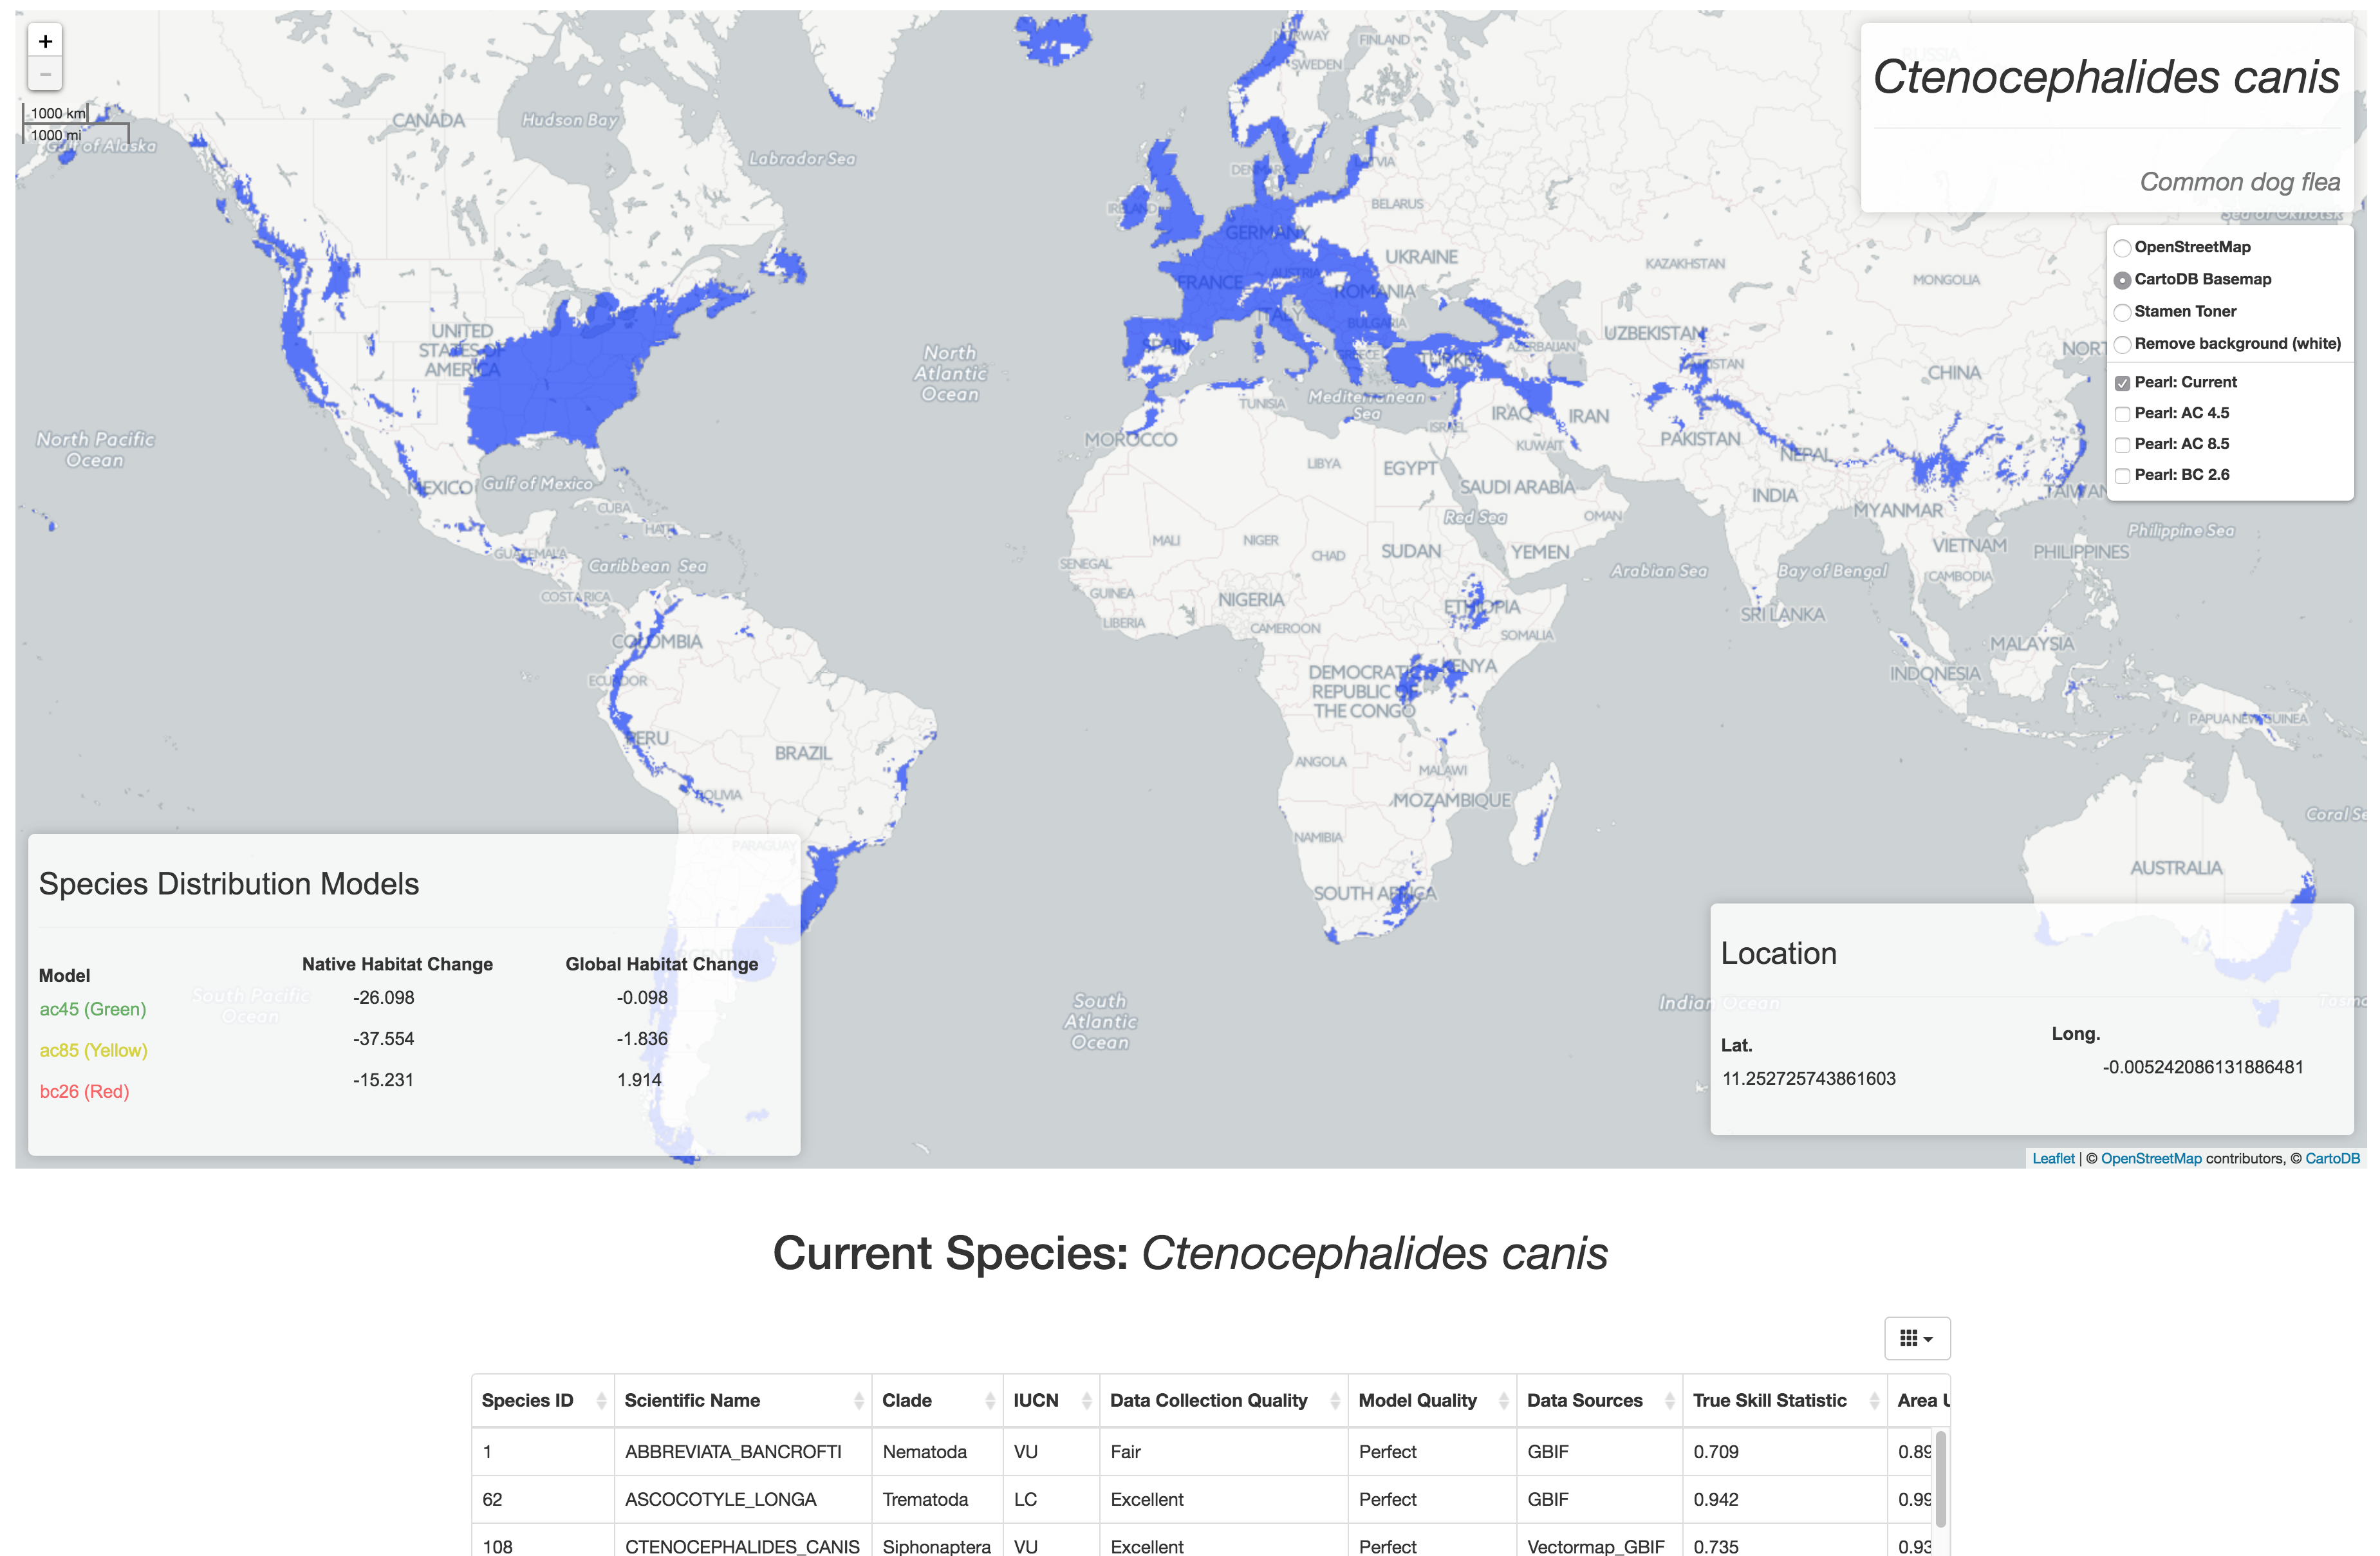 +
−
1000 km
1000 mi
Gulf of Alaska
CANADA
Hudson Bay
Labrador Sea
NORWAY
FINLAND
SWEDEN
RUSSIA
Ctenocephalides canis
Common dog flea
Sea of Okhotsk
DENMARK
LATVIA
IRELAND
BELARUS
GERMANY
UKRAINE
KAZAKHSTAN
MONGOLIA
FRANCE
AUSTRIA
ROMANIA
ITALY
BULGARIA
UZBEKISTAN
SPAIN
GREECE
TURKEY
AZERBAIJAN
CHINA
OpenStreetMap
CartoDB Basemap
Stamen Toner
Remove background (white)
Pearl: Current
Pearl: AC 4.5
Pearl: AC 8.5
Pearl: BC 2.6
UNITED
STATES OF
AMERICA
North
Atlantic
Ocean
TUNISIA
Mediterranean
Sea
ISRAEL
IRAQ
IRAN
MOROCCO
KUWAIT
PAKISTAN
NEPAL
North Pacific
Ocean
MEXICO
Gulf of Mexico
LIBYA
EGYPT
SAUDI ARABIA
INDIA
TAIWAN
CUBA
HAITI
Red Sea
OMAN
MYANMAR
Philippine Sea
GUATEMALA
Caribbean Sea
MALI
NIGER
CHAD
SUDAN
YEMEN
VIETNAM
PHILIPPINES
SENEGAL
Arabian Sea
Bay of Bengal
CAMBODIA
COSTA RICA
GUINEA
NIGERIA
ETHIOPIA
SRI LANKA
LIBERIA
CAMEROON
SOMALIA
COLOMBIA
MALAYSIA
ECUADOR
DEMOCRATIC
REPUBLIC OF
THE CONGO
KENYA
INDONESIA
PERU
BRAZIL
PAPUA NEW GUINEA
ANGOLA
MALAWI
BOLIVIA
MOZAMBIQUE
Coral Se
NAMIBIA
PARAGUAY
AUSTRALIA
SOUTH AFRICA
South Pacific
Ocean
South
Atlantic
Ocean
Indian Ocean
Tasma
Species Distribution Models
Model
Native Habitat Change
Global Habitat Change
ac45 (Green)
-26.098
-0.098
ac85 (Yellow)
-37.554
-1.836
bc26 (Red)
-15.231
1.914
Location
Lat.
Long.
11.252725743861603
-0.005242086131886481
Leaflet | © OpenStreetMap contributors, © CartoDB
Current Species: Ctenocephalides canis
Species ID Scientific Name Clade IUCN Data Collection Quality Model Quality Data Sources True Skill Statistic Area U
1 ABBREVIATA_BANCROFTI Nematoda VU Fair Perfect GBIF 0.709 0.89
62 ASCOCOTYLE_LONGA Trematoda LC Excellent Perfect GBIF 0.942 0.99
108 CTENOCEPHALIDES_CANIS Siphonaptera VU Excellent Perfect Vectormap_GBIF 0.735 0.93